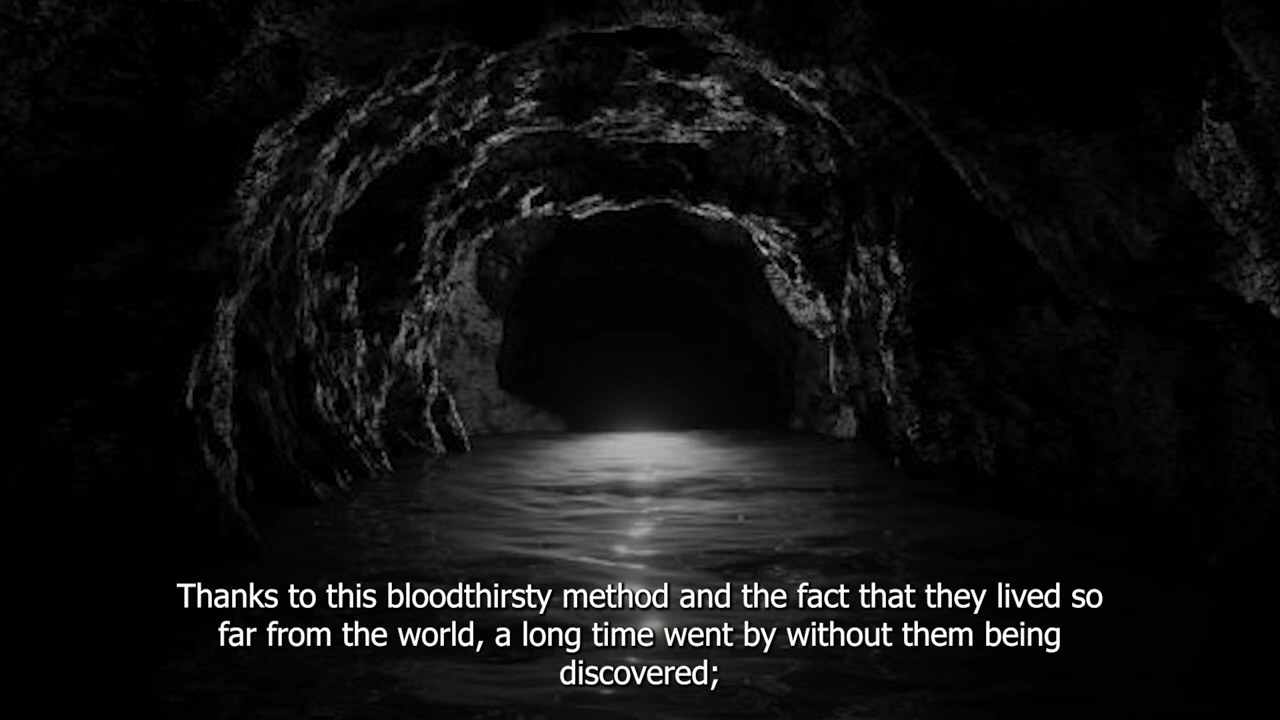 Thanks to this bloodthirsty method and the fact that they lived so
far from the world, a long time went by without them being
discovered;